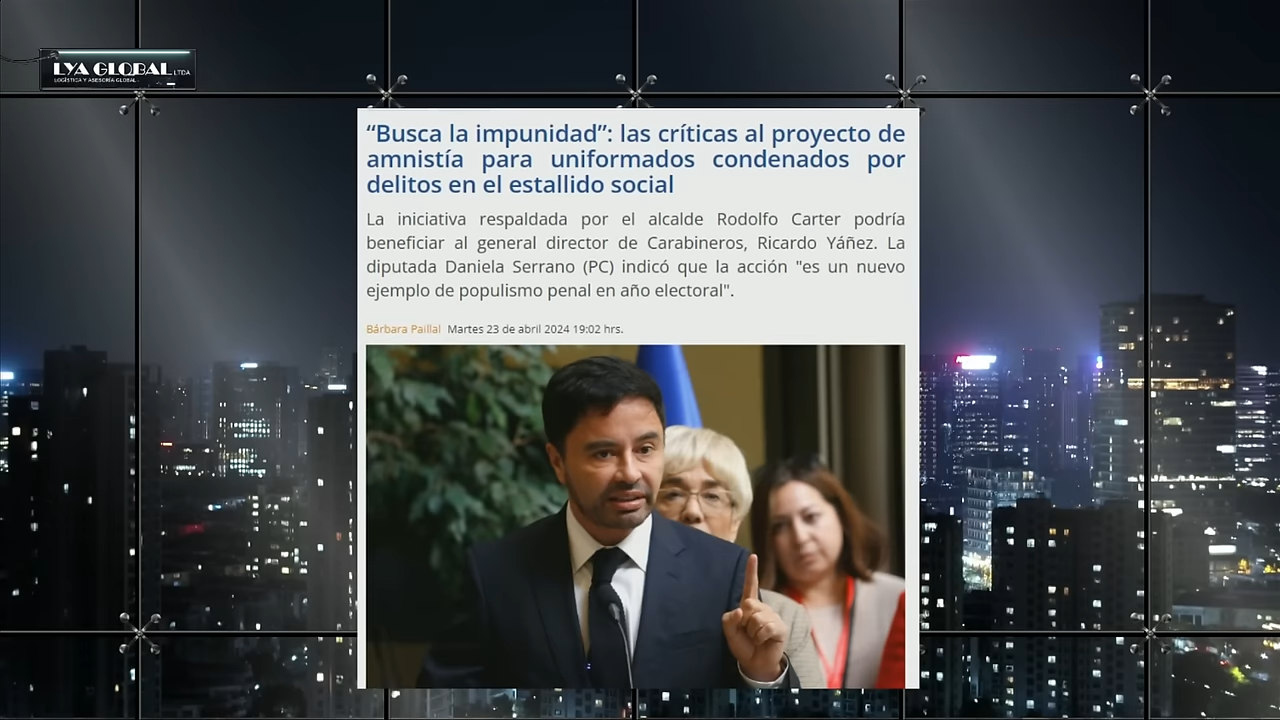 LYA GLOBAL LTDA
LOGÍSTICA Y ASESORÍA GLOBAL
“Busca la impunidad”: las críticas al proyecto de
amnistía para uniformados condenados por
delitos en el estallido social
La iniciativa respaldada por el alcalde Rodolfo Carter podría
beneficiar al general director de Carabineros, Ricardo Yáñez. La
diputada Daniela Serrano (PC) indicó que la acción "es un nuevo
ejemplo de populismo penal en año electoral".
Bárbara Paillal Martes 23 de abril 2024 19:02 hrs.